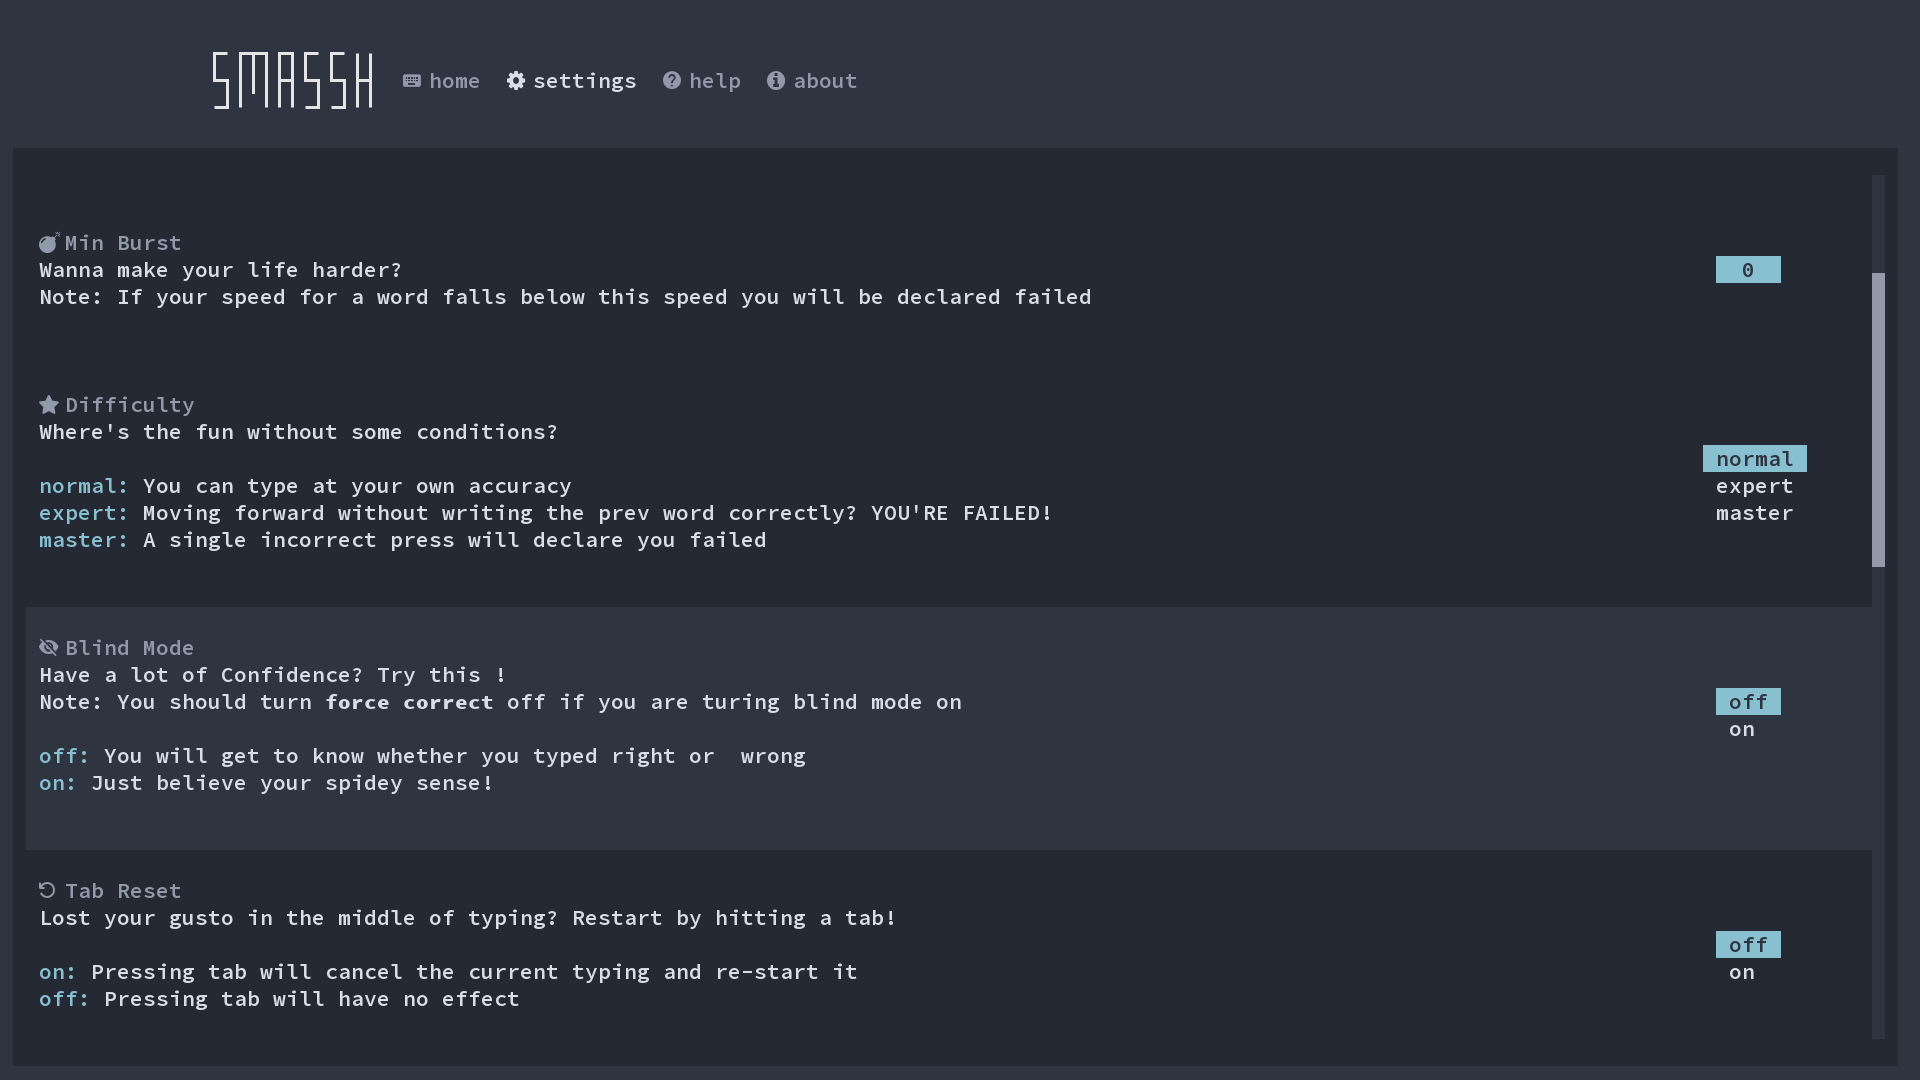 SMASSH
home settings help about
Min Burst
Wanna make your life harder?
0
Note: If your speed for a word falls below this speed you will be declared failed
Difficulty
Where's the fun without some conditions?
normal
normal: You can type at your own accuracy
expert
expert: Moving forward without writing the prev word correctly? YOU'RE FAILED!
master
master: A single incorrect press will declare you failed
Blind Mode
Have a lot of Confidence? Try this !
Note: You should turn force correct off if you are turing blind mode on
off
on
off: You will get to know whether you typed right or  wrong
on: Just believe your spidey sense!
Tab Reset
Lost your gusto in the middle of typing? Restart by hitting a tab!
off
on: Pressing tab will cancel the current typing and re-start it
on
off: Pressing tab will have no effect